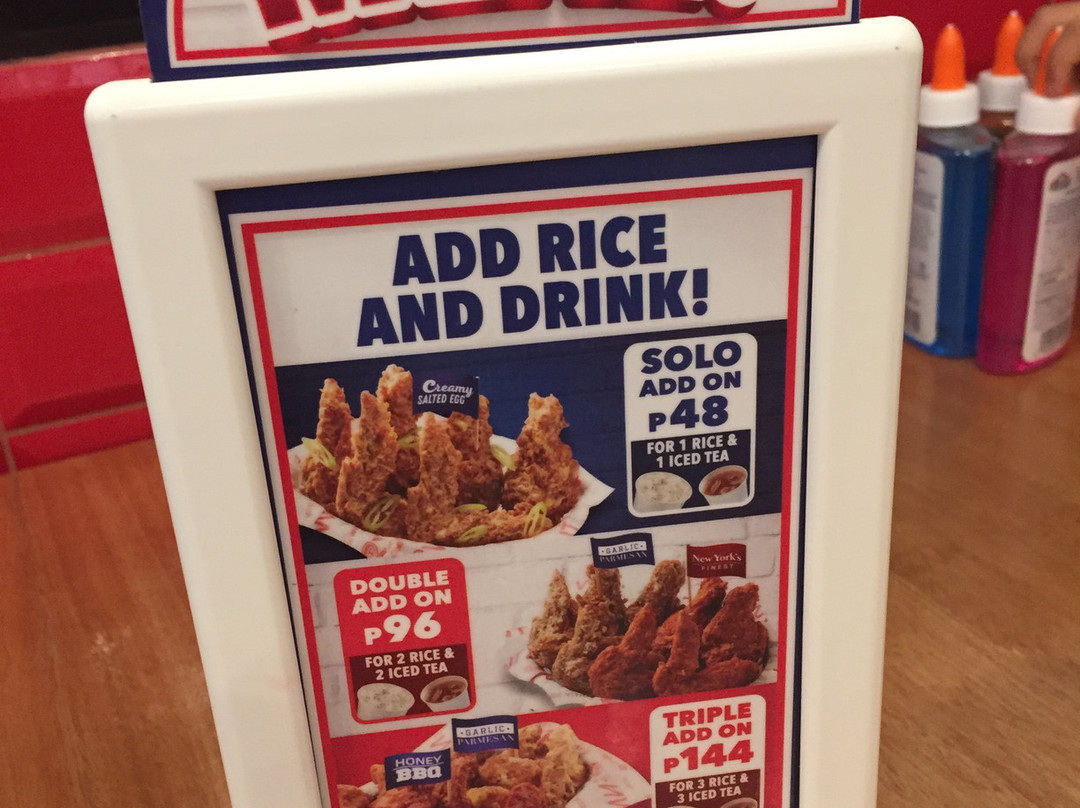 ADD RICE
AND DRINK!
Creamy
SALTED EGG
SOLO
ADD ON
P48
FOR 1 RICE &
1 ICED TEA
GARLIC
PARMESAN
New York's
FINEST
DOUBLE
ADD ON
P96
FOR 2 RICE &
2 ICED TEA
TRIPLE
ADD ON
P144
FOR 3 RICE &
3 ICED TEA
•GARLIC•
PARMESAN
HONEY
BBQ